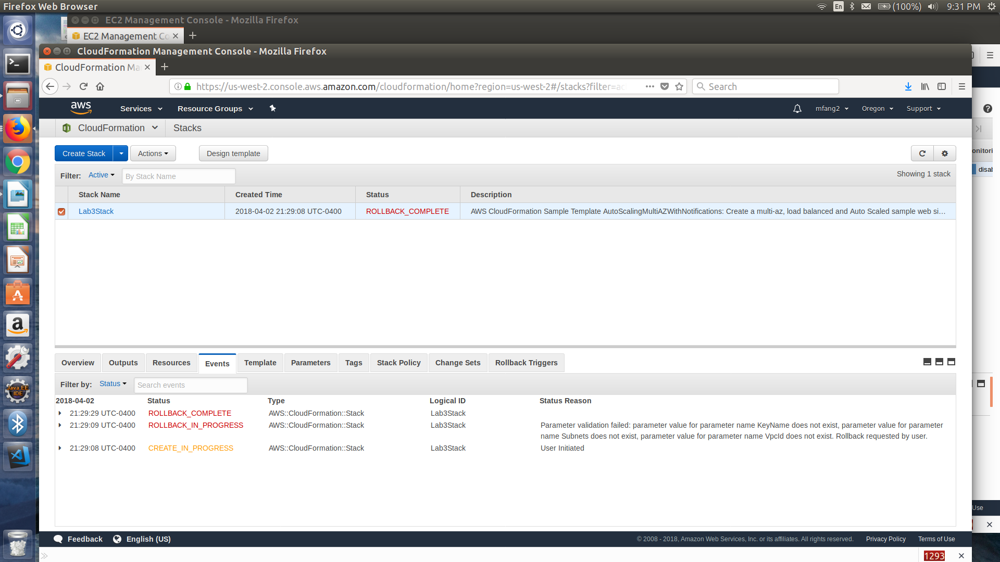 Firefox Web Browser
En
(100%)
9:31 PM
EC2 Management Console - Mozilla Firefox
EC2 Management Co
CloudFormation Management Console - Mozilla Firefox
CloudFormation Ma
https://us-west-2.console.aws.amazon.com/cloudformation/home?region=us-west-2#/stacks?filter=ac
Search
aws
Services
Resource Groups
mfang2
Oregon
Support
CloudFormation
Stacks
Create Stack
Actions
Design template
onitori
disab
Filter:
Active
By Stack Name
Showing 1 stack
Stack Name
Created Time
Status
Description
Lab3Stack
2018-04-02 21:29:08 UTC-0400
ROLLBACK_COMPLETE
AWS CloudFormation Sample Template AutoScalingMultiAZWithNotifications: Create a multi-az, load balanced and Auto Scaled sample web si…
Overview
Outputs
Resources
Events
Template
Parameters
Tags
Stack Policy
Change Sets
Rollback Triggers
Filter by:
Status
Search events
2018-04-02
Status
Type
Logical ID
Status Reason
21:29:29 UTC-0400
ROLLBACK_COMPLETE
AWS::CloudFormation::Stack
Lab3Stack
21:29:09 UTC-0400
ROLLBACK_IN_PROGRESS
AWS::CloudFormation::Stack
Lab3Stack
Parameter validation failed: parameter value for parameter name KeyName does not exist, parameter value for parameter
name Subnets does not exist, parameter value for parameter name VpcId does not exist. Rollback requested by user.
21:29:08 UTC-0400
CREATE_IN_PROGRESS
AWS::CloudFormation::Stack
Lab3Stack
User Initiated
Java EE
IDE
Use
Feedback
English (US)
© 2008 - 2018, Amazon Web Services, Inc. or its affiliates. All rights reserved.
Privacy Policy
Terms of Use
1293